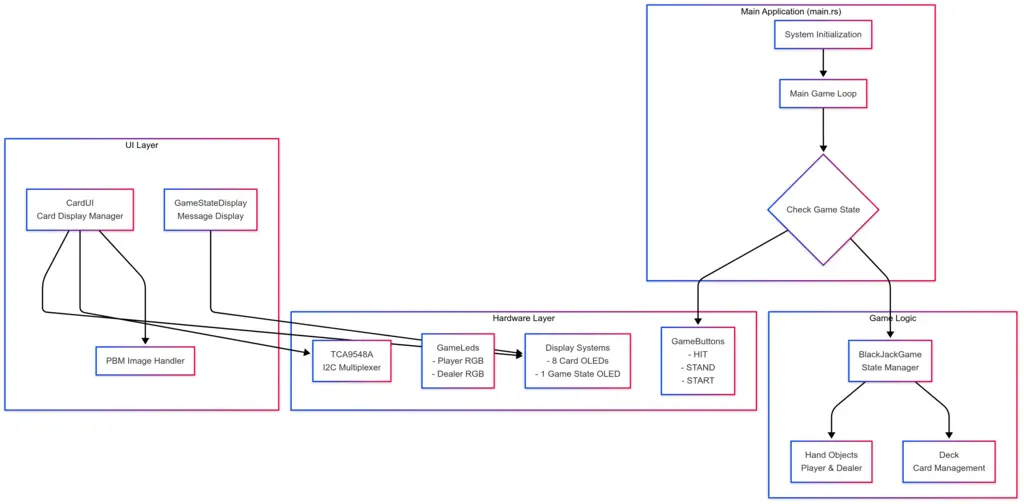 Main Application (main.rs)
System Initialization
Main Game Loop
Check Game State
UI Layer
CardUI
Card Display Manager
GameStateDisplay
Message Display
PBM Image Handler
Hardware Layer
TCA9548A
I2C Multiplexer
GameLeds
- Player RGB
- Dealer RGB
Display Systems
- 8 Card OLEDs
- 1 Game State OLED
GameButtons
- HIT
- STAND
- START
Game Logic
BlackJackGame
State Manager
Hand Objects
Player & Dealer
Deck
Card Management